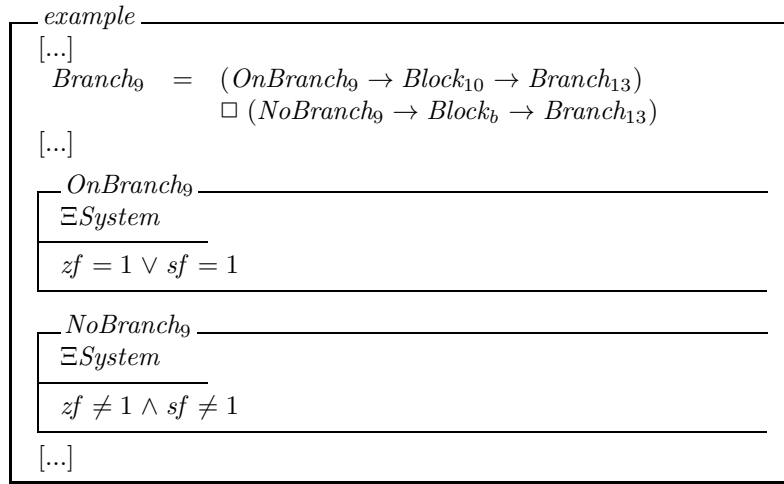 example
[...]
Branch₉ = (OnBranch₉ → Block₁₀ → Branch₁₃)
□ (NoBranch₉ → Block_b → Branch₁₃)
[...]
OnBranch₉
ΞSystem
zf = 1 ∨ sf = 1
NoBranch₉
ΞSystem
zf ≠ 1 ∧ sf ≠ 1
[...]